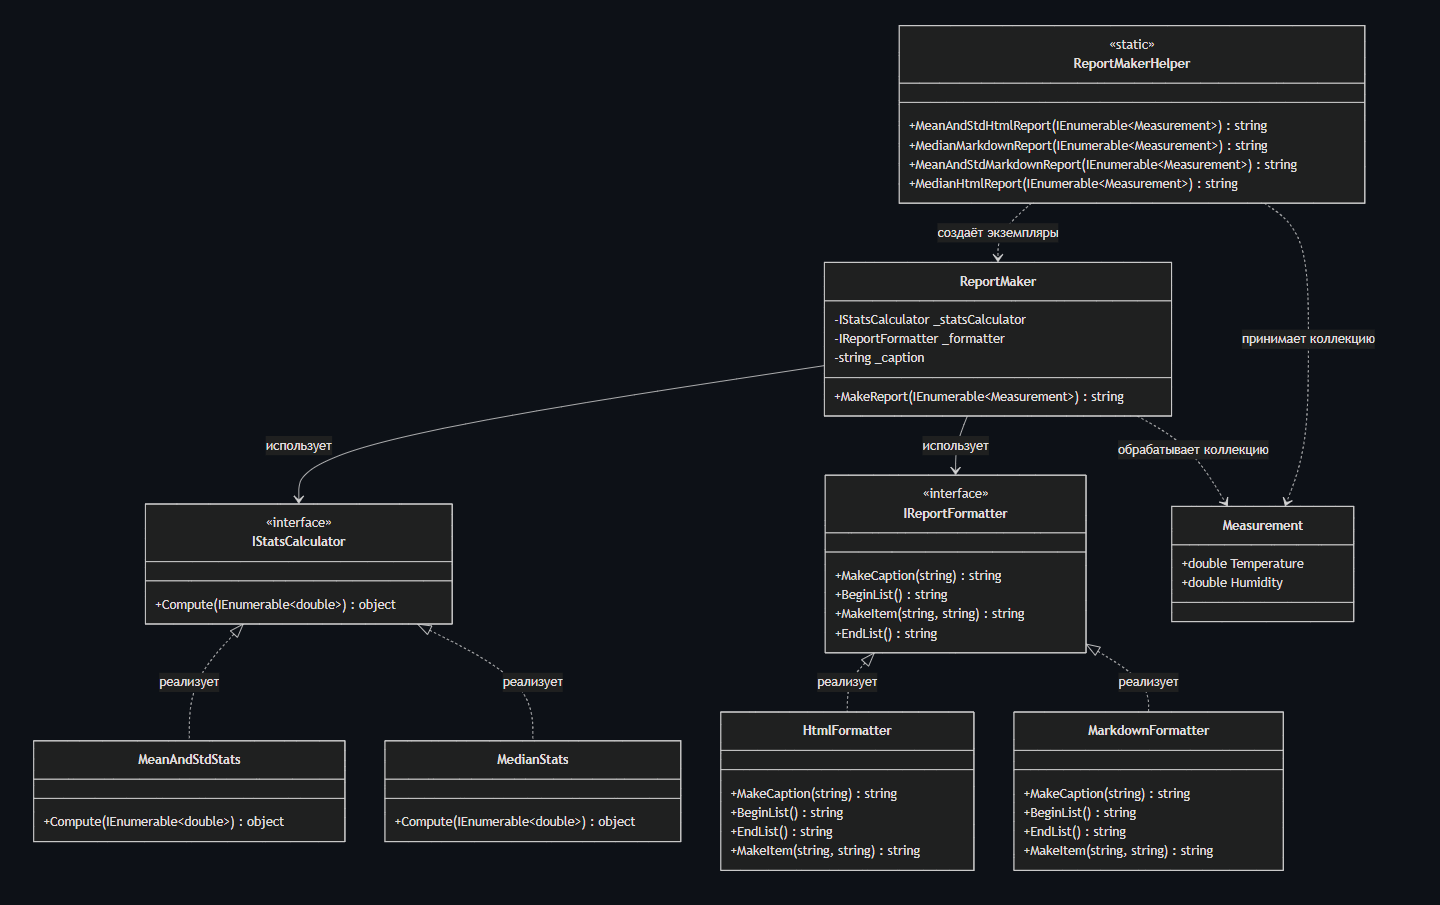 «static»
ReportMakerHelper
+MeanAndStdHtmlReport(IEnumerable<Measurement>) : string
+MedianMarkdownReport(IEnumerable<Measurement>) : string
+MeanAndStdMarkdownReport(IEnumerable<Measurement>) : string
+MedianHtmlReport(IEnumerable<Measurement>) : string
создаёт экземпляры
принимает коллекцию
ReportMaker
-IStatsCalculator _statsCalculator
-IReportFormatter _formatter
-string _caption
+MakeReport(IEnumerable<Measurement>) : string
использует
использует
обрабатывает коллекцию
«interface»
IStatsCalculator
+Compute(IEnumerable<double>) : object
«interface»
IReportFormatter
+MakeCaption(string) : string
+BeginList() : string
+MakeItem(string, string) : string
+EndList() : string
Measurement
+double Temperature
+double Humidity
реализует
реализует
реализует
реализует
MeanAndStdStats
+Compute(IEnumerable<double>) : object
MedianStats
+Compute(IEnumerable<double>) : object
HtmlFormatter
+MakeCaption(string) : string
+BeginList() : string
+EndList() : string
+MakeItem(string, string) : string
MarkdownFormatter
+MakeCaption(string) : string
+BeginList() : string
+EndList() : string
+MakeItem(string, string) : string